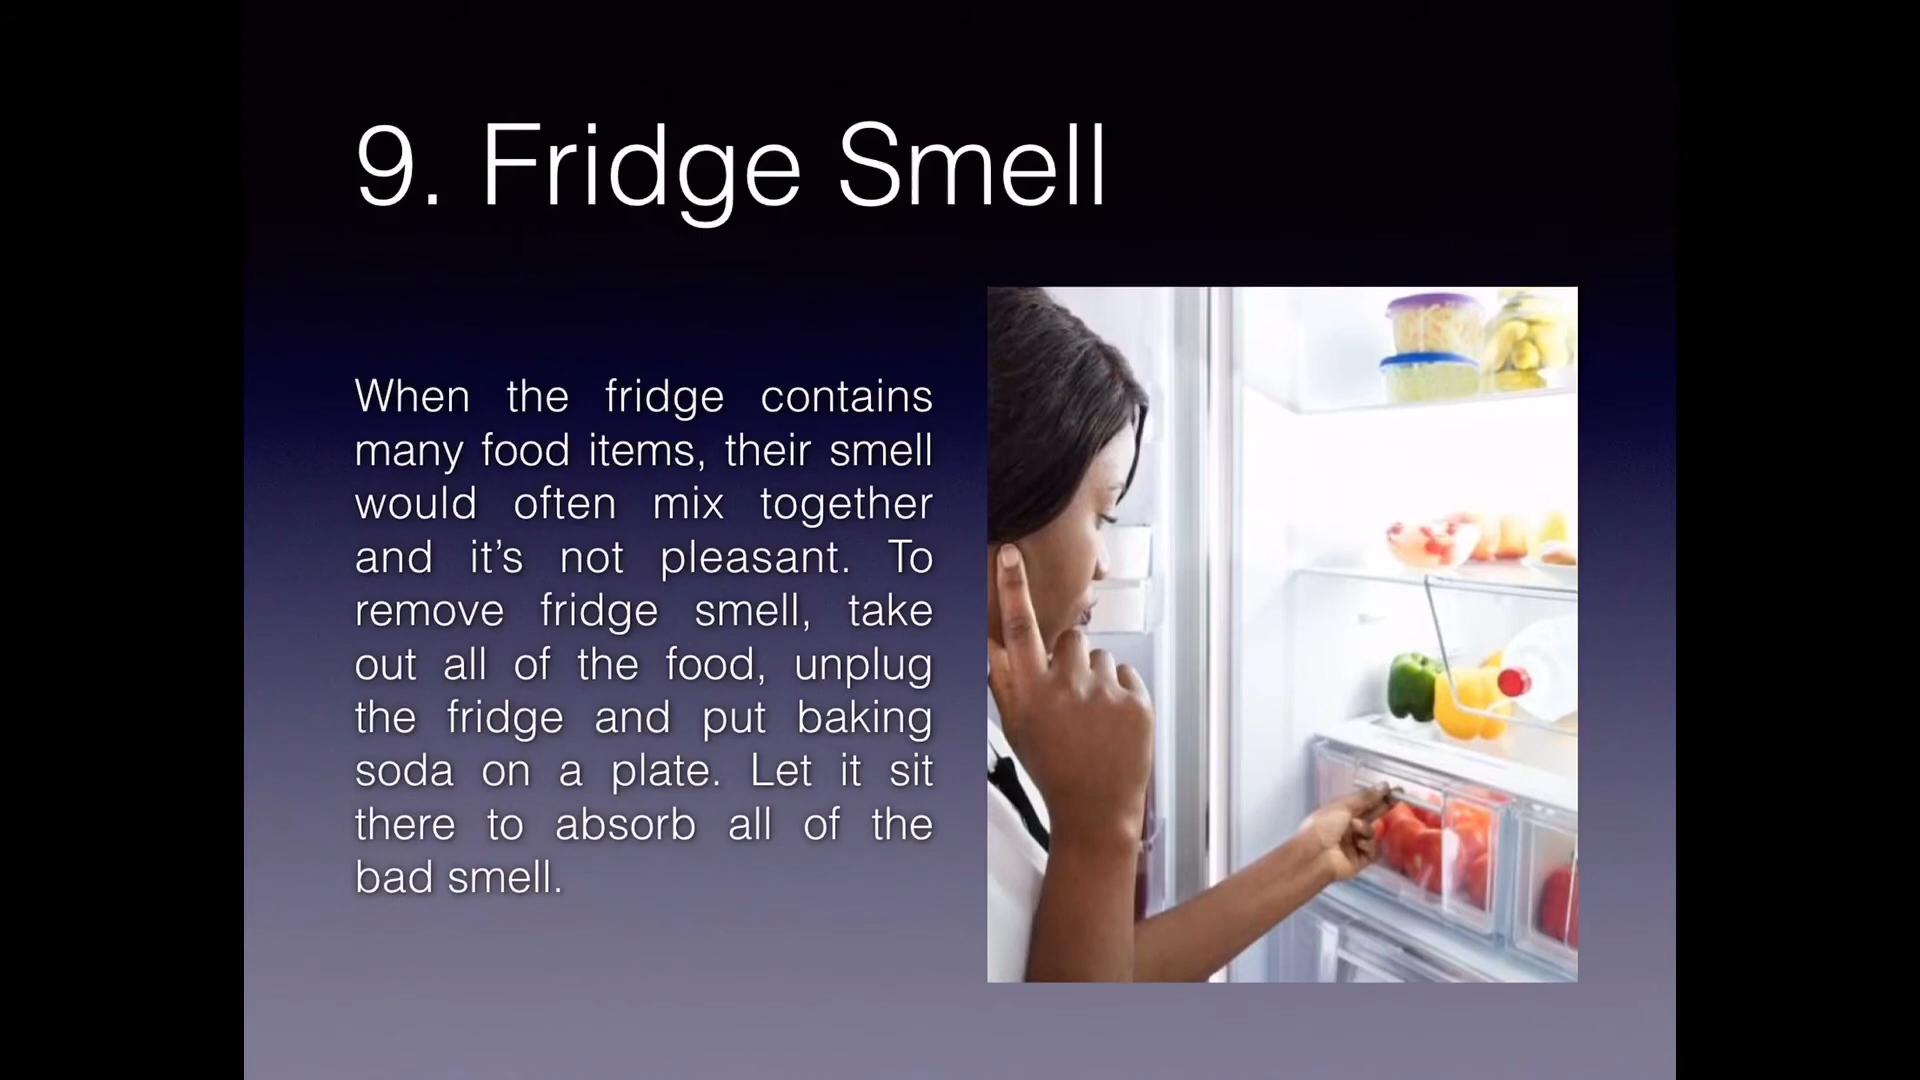 9. Fridge Smell
When the fridge contains
many food items, their smell
would often mix together
and it’s not pleasant. To
remove fridge smell, take
out all of the food, unplug
the fridge and put baking
soda on a plate. Let it sit
there to absorb all of the
bad smell.